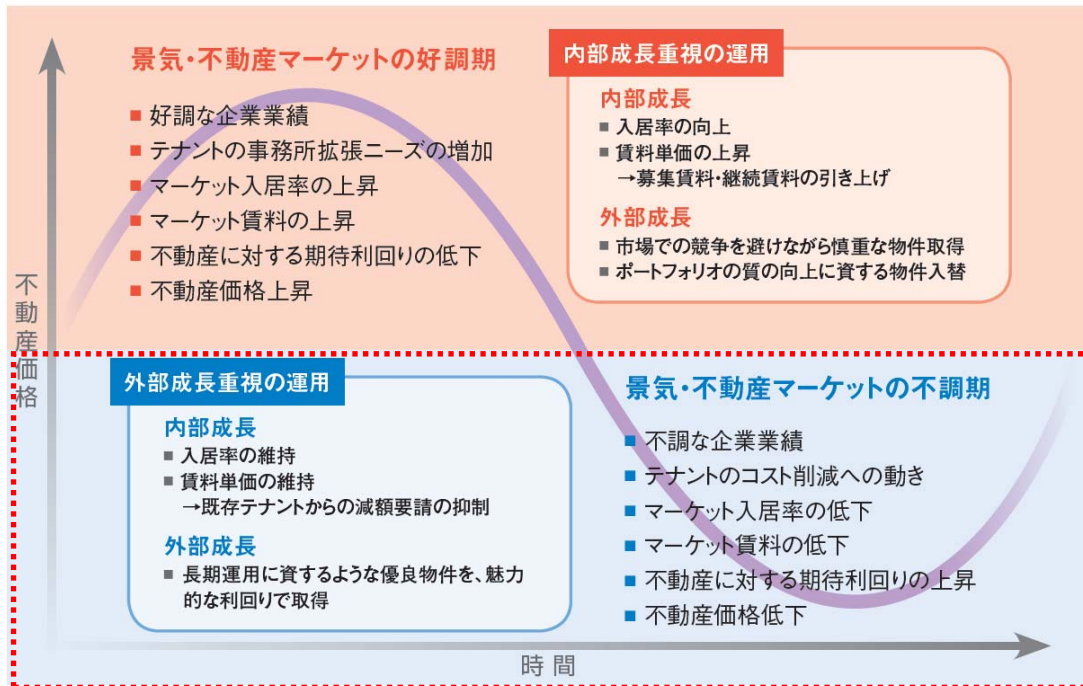 景気・不動産マーケットの好調期
■ 好調な企業業績
■ テナントの事務所拡張ニーズの増加
■ マーケット入居率の上昇
■ マーケット賃料の上昇
■ 不動産に対する期待利回りの低下
■ 不動産価格上昇
内部成長重視の運用
内部成長
■ 入居率の向上
■ 賃料単価の上昇
→募集賃料・継続賃料の引き上げ
外部成長
■ 市場での競争を避けながら慎重な物件取得
■ ポートフォリオの質の向上に資する物件入替
不動産価格
外部成長重視の運用
内部成長
■ 入居率の維持
■ 賃料単価の維持
→既存テナントからの減額要請の抑制
外部成長
■ 長期運用に資するような優良物件を、魅力
的な利回りで取得
景気・不動産マーケットの不調期
■ 不調な企業業績
■ テナントのコスト削減への動き
■ マーケット入居率の低下
■ マーケット賃料の低下
■ 不動産に対する期待利回りの上昇
■ 不動産価格低下
時間